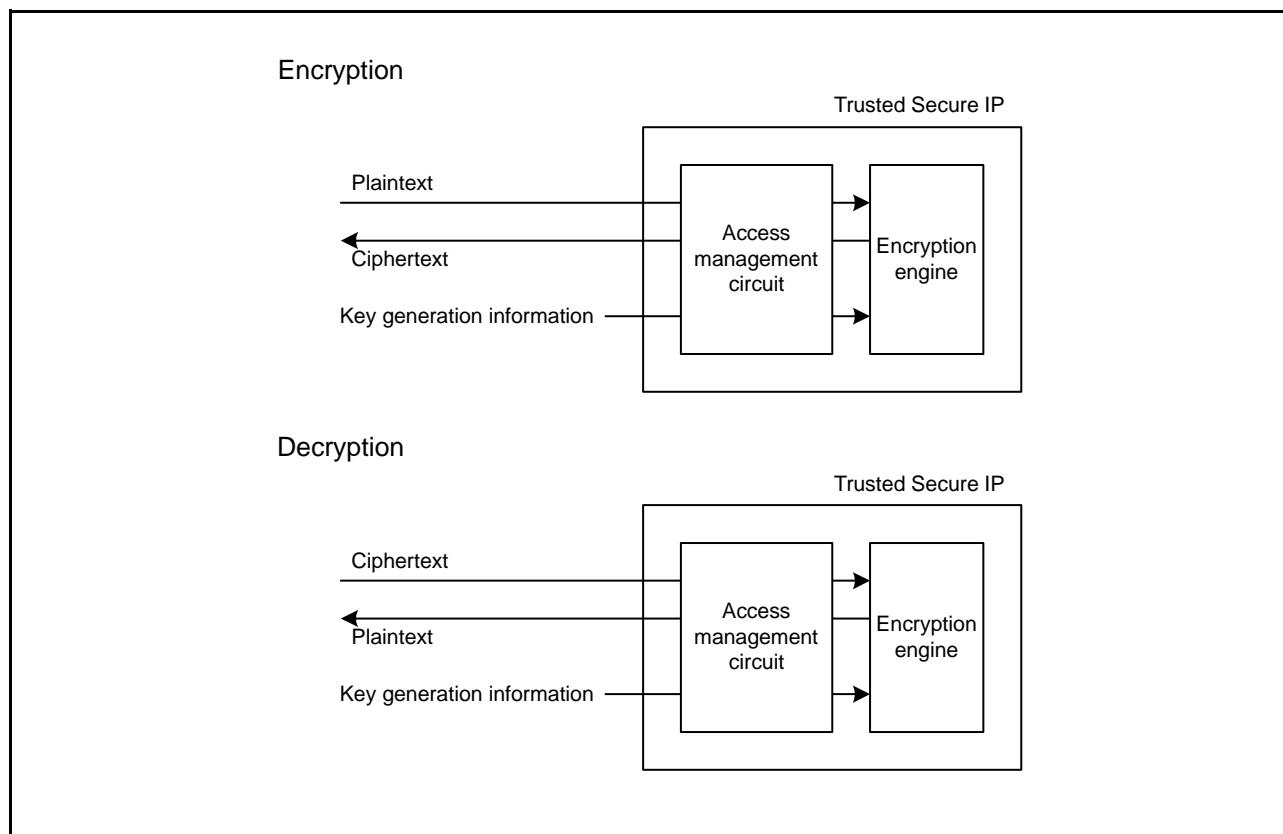 Encryption
Trusted Secure IP
Plaintext
Ciphertext
Key generation information
Access
management
circuit
Encryption
engine
Decryption
Trusted Secure IP
Ciphertext
Plaintext
Key generation information
Access
management
circuit
Encryption
engine